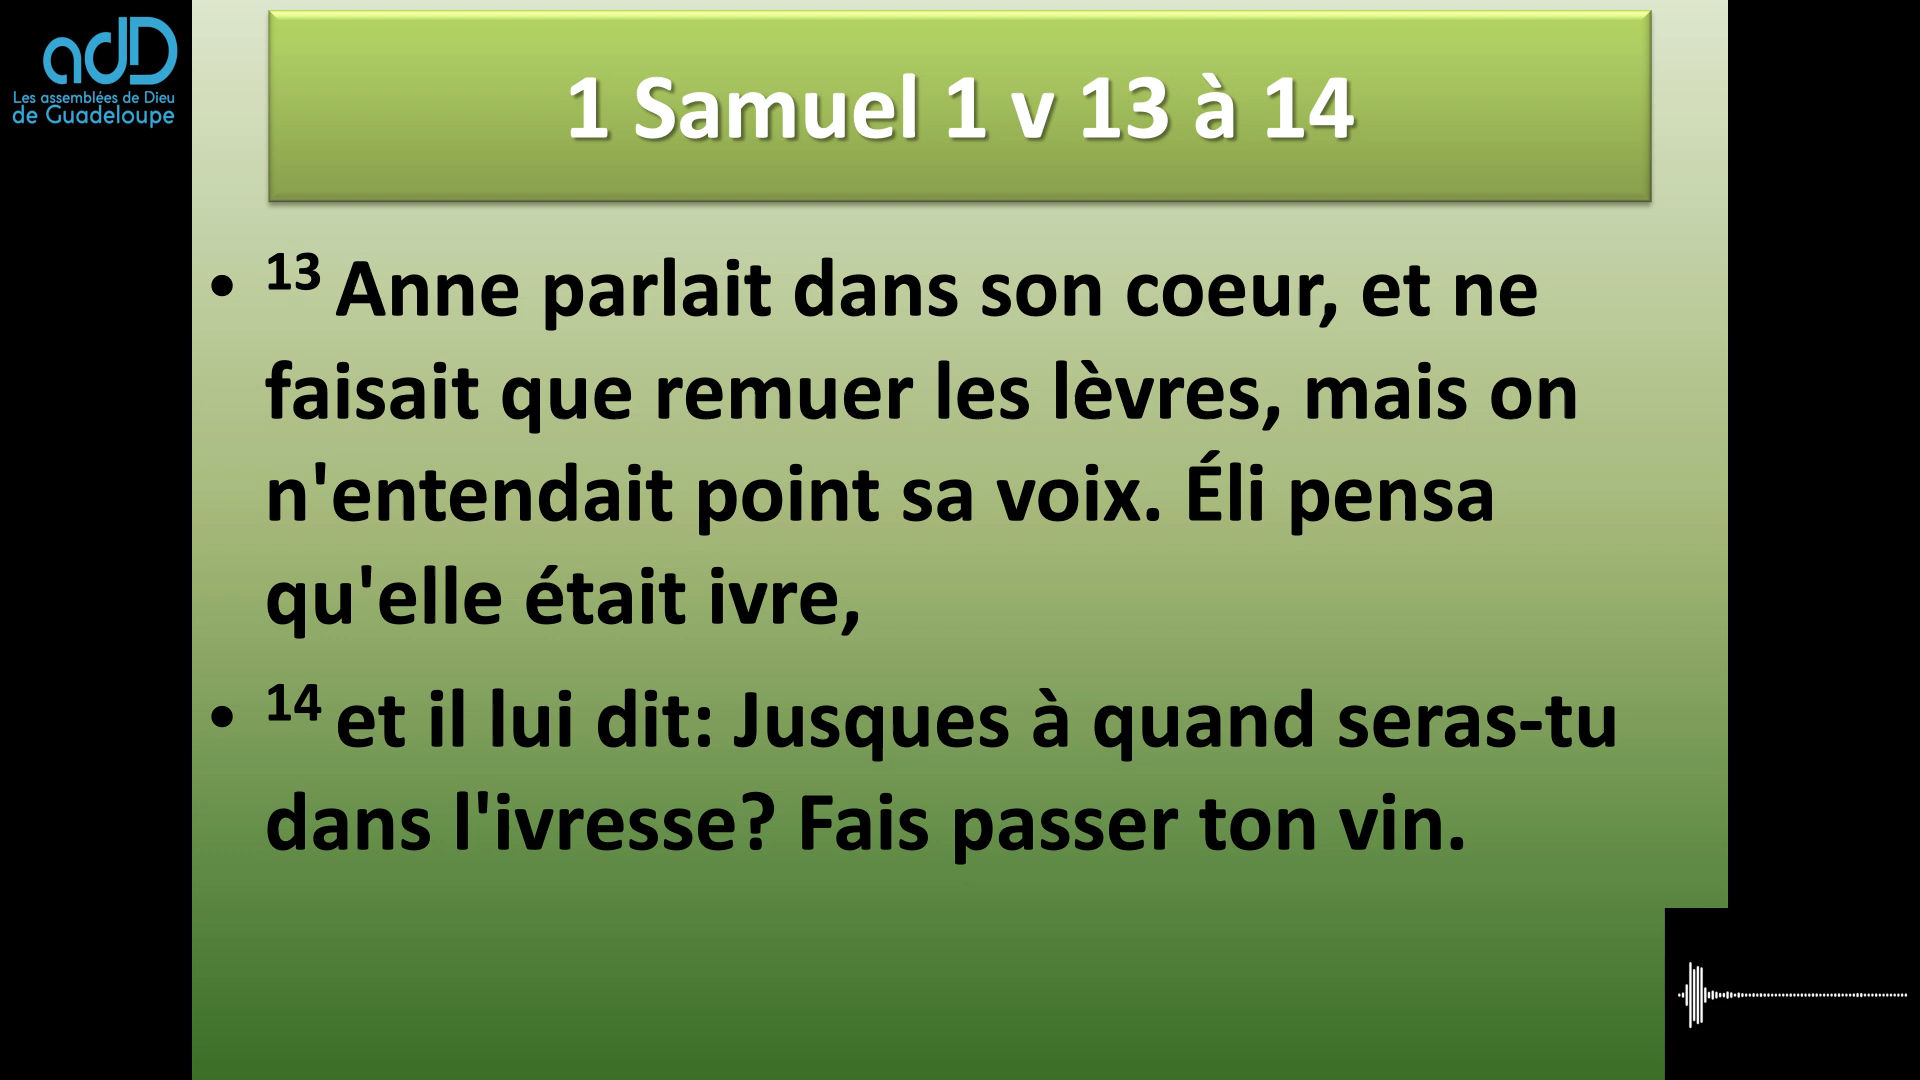 adD
Les assemblées de Dieu
de Guadeloupe
1 Samuel 1 v 13 à 14
• 13 Anne parlait dans son coeur, et ne
faisait que remuer les lèvres, mais on
n'entendait point sa voix. Éli pensa
qu'elle était ivre,
• 14 et il lui dit: Jusques à quand seras-tu
dans l'ivresse? Fais passer ton vin.